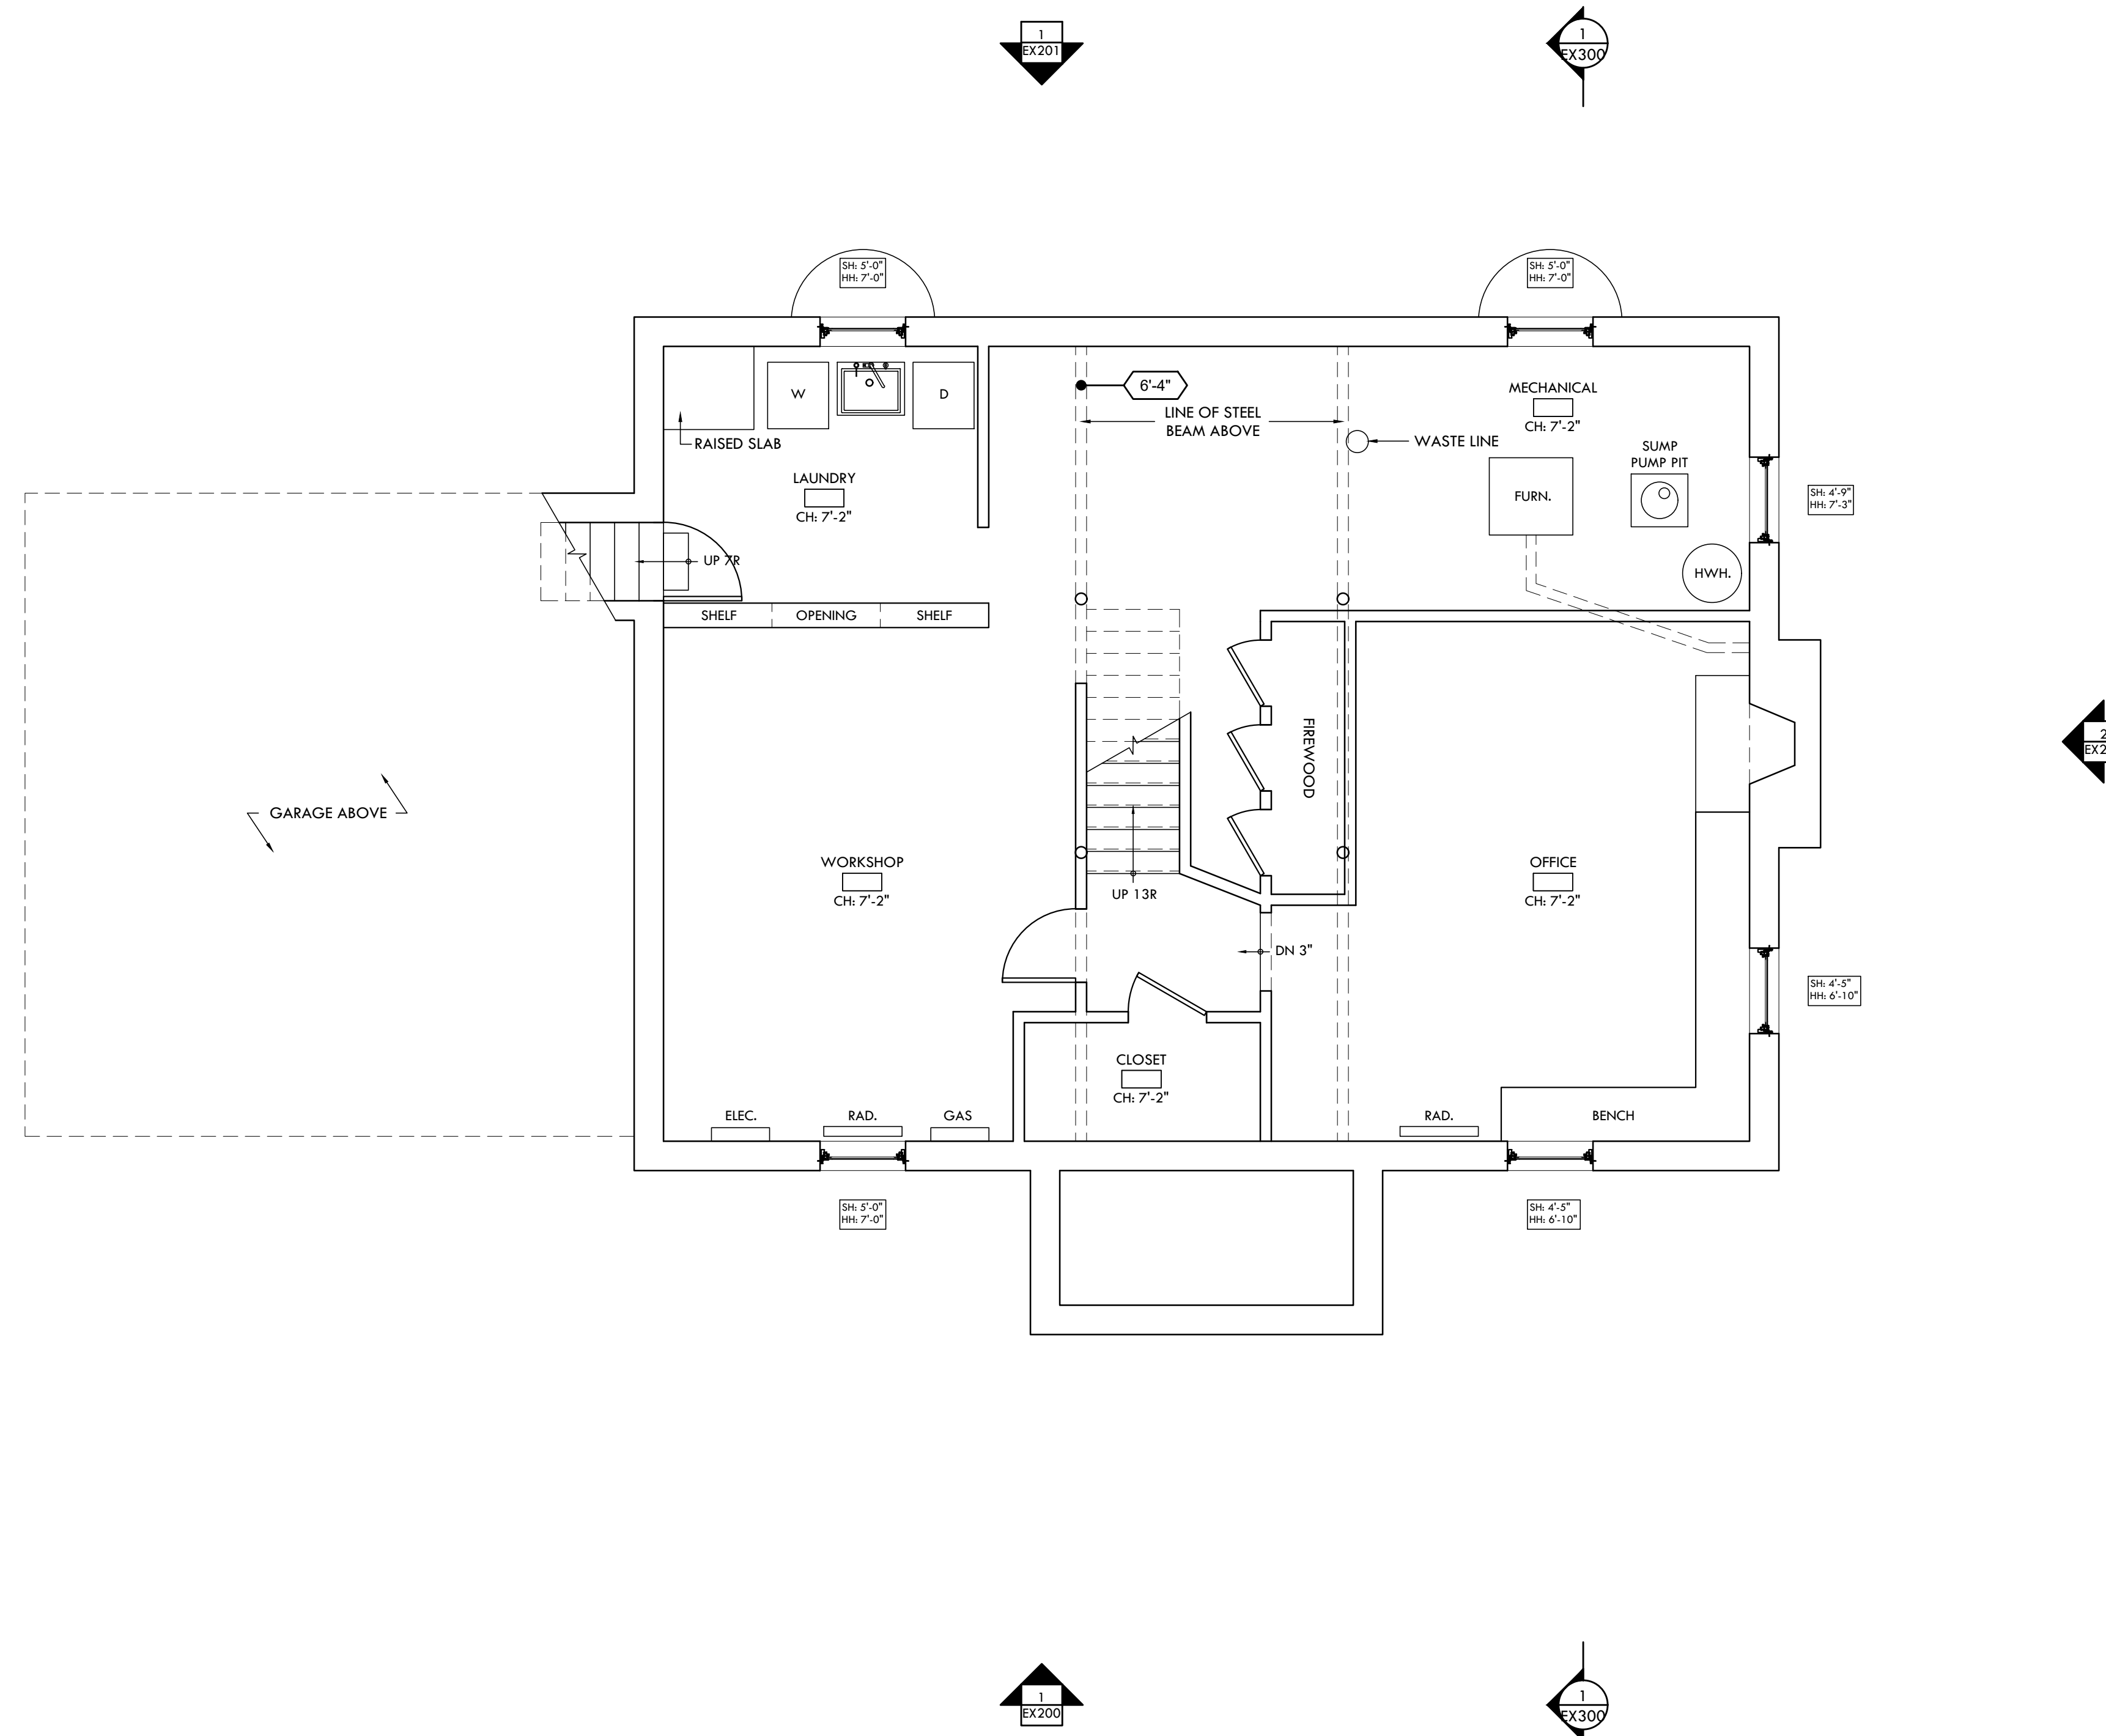 1
EX201
1
EX300
SH: 5'-0"
HH: 7'-0"
SH: 5'-0"
HH: 7'-0"
W
D
6'-4"
LINE OF STEEL
BEAM ABOVE
MECHANICAL
CH: 7'-2"
RAISED SLAB
WASTE LINE
SUMP
PUMP PIT
LAUNDRY
CH: 7'-2"
FURN.
SH: 4'-9"
HH: 7'-3"
UP 7R
HWH.
SHELF
OPENING
SHELF
FIREWOOD
2
GARAGE ABOVE
WORKSHOP
CH: 7'-2"
OFFICE
CH: 7'-2"
UP 13R
DN 3"
SH: 4'-5"
HH: 6'-10"
CLOSET
CH: 7'-2"
ELEC.
RAD.
GAS
RAD.
BENCH
SH: 5'-0"
HH: 7'-0"
SH: 4'-5"
HH: 6'-10"
1
EX200
1
EX300